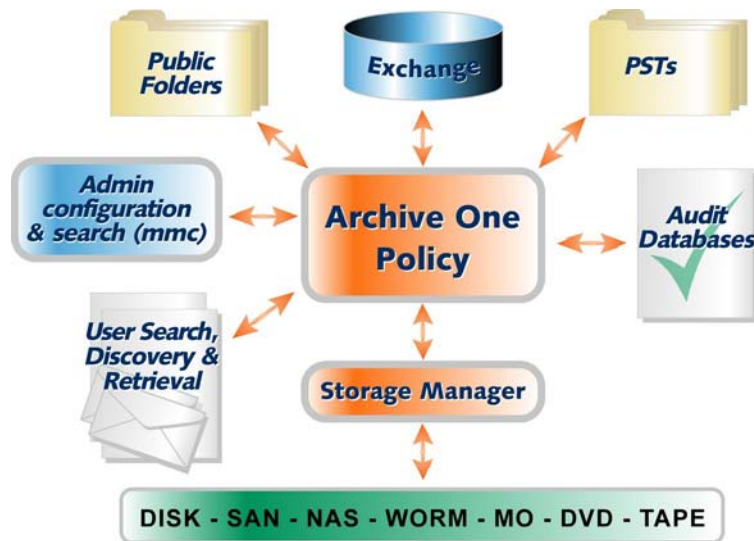 Public
Folders
Exchange
PSTs
Admin
configuration
& search (mmc)
Archive One
Policy
Audit
Databases
User Search,
Discovery &
Retrieval
Storage Manager
DISK - SAN - NAS - WORM - MO - DVD - TAPE